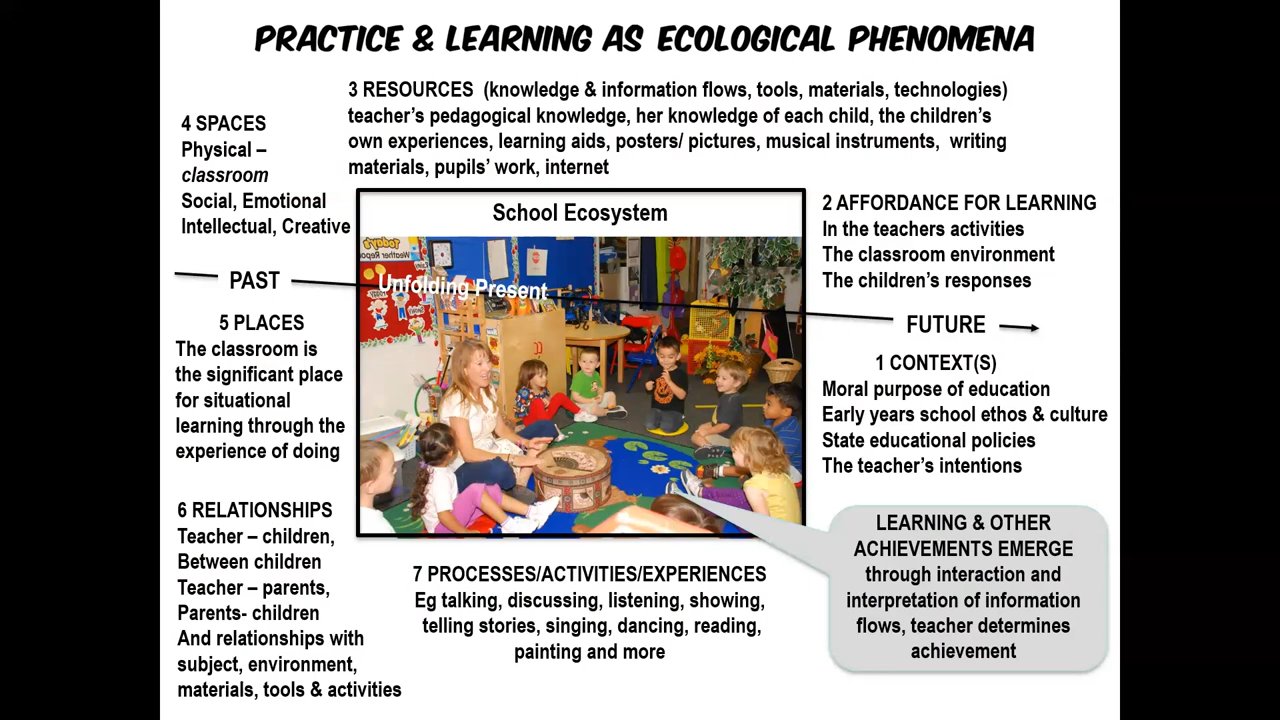 PRACTICE & LEARNING AS ECOLOGICAL PHENOMENA
3 RESOURCES (knowledge & information flows, tools, materials, technologies)
teacher's pedagogical knowledge, her knowledge of each child, the children's
own experiences, learning aids, posters/ pictures, musical instruments, writing
materials, pupils' work, internet
4 SPACES
Physical –
classroom
Social, Emotional
Intellectual, Creative
School Ecosystem
2 AFFORDANCE FOR LEARNING
In the teachers activities
The classroom environment
The children's responses
Today's
Weather Report
PAST
Unfolding Present
FUTURE
5 PLACES
The classroom is
the significant place
for situational
learning through the
experience of doing
1 CONTEXT(S)
Moral purpose of education
Early years school ethos & culture
State educational policies
The teacher's intentions
6 RELATIONSHIPS
Teacher – children,
Between children
Teacher – parents,
Parents- children
And relationships with
subject, environment,
materials, tools & activities
7 PROCESSES/ACTIVITIES/EXPERIENCES
Eg talking, discussing, listening, showing,
telling stories, singing, dancing, reading,
painting and more
LEARNING & OTHER
ACHIEVEMENTS EMERGE
through interaction and
interpretation of information
flows, teacher determines
achievement